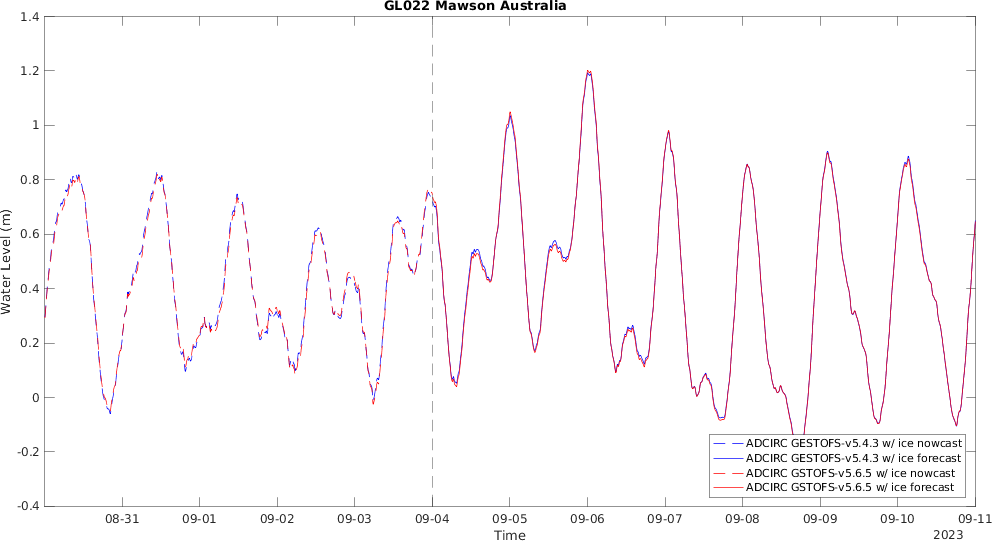 GL022 Mawson Australia
1.4
1.2
1
0.8
0.6
0.4
0.2
0
-0.2
-0.4
Water Level (m)
ADCIRC GESTOFS-v5.4.3 w/ ice nowcast
ADCIRC GESTOFS-v5.4.3 w/ ice forecast
ADCIRC GSTOFS-v5.6.5 w/ ice nowcast
ADCIRC GSTOFS-v5.6.5 w/ ice forecast
08-31 09-01 09-02 09-03 09-04 09-05 09-06 09-07 09-08 09-09 09-10 09-11
Time
2023